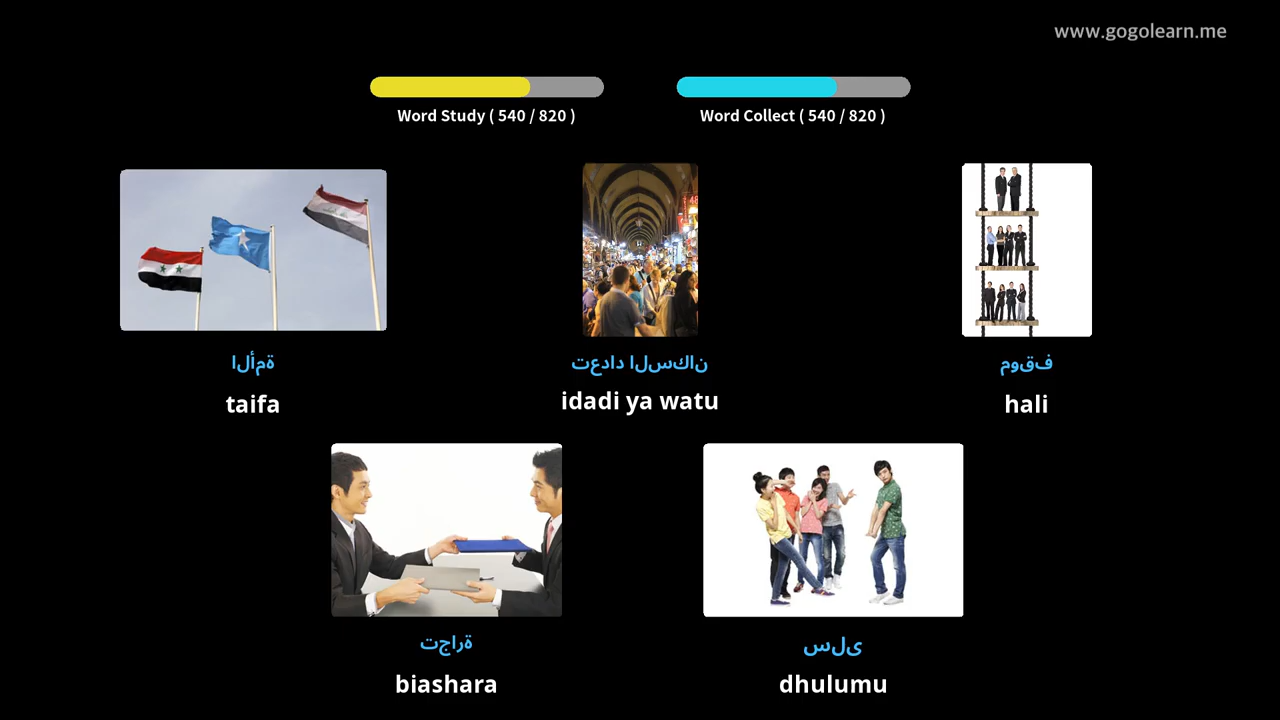 www.gogolearn.me
Word Study ( 540 / 820 )
Word Collect ( 540 / 820 )
الأمة
تعداد السكان
موقف
taifa
idadi ya watu
hali
تجارة
سلى
biashara
dhulumu